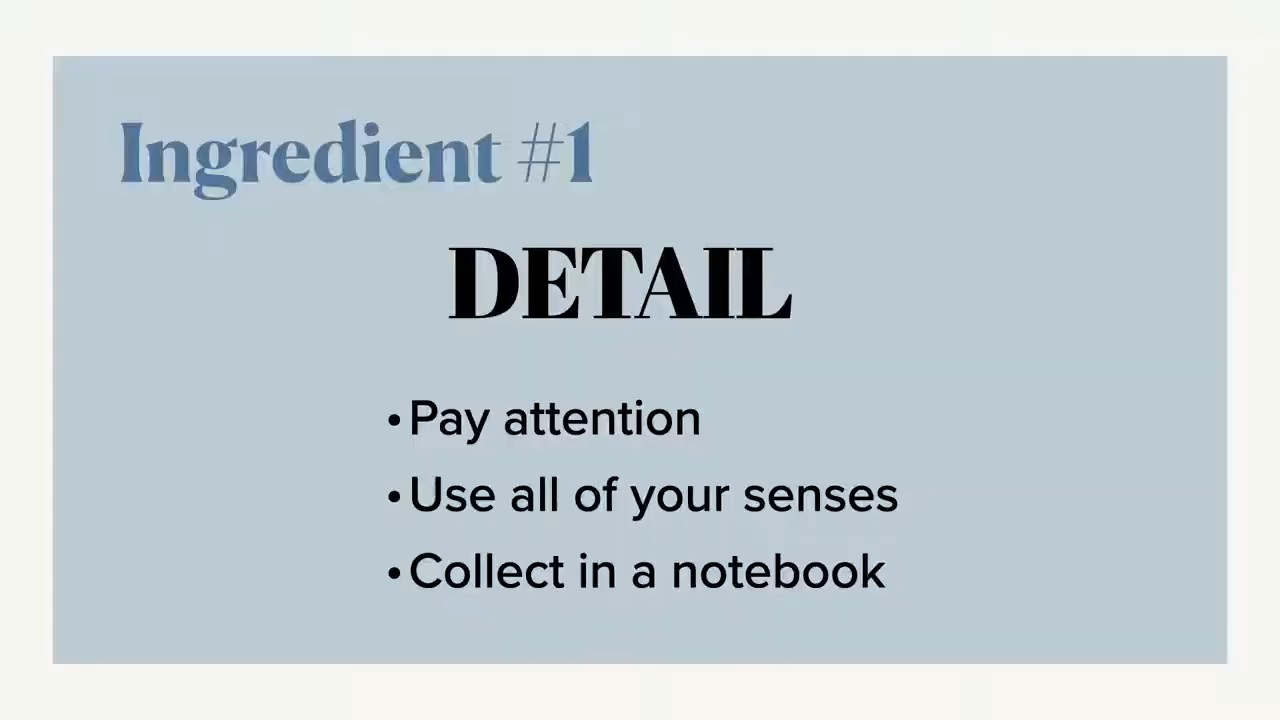 Ingredient #1
DETAIL
• Pay attention
• Use all of your senses
• Collect in a notebook